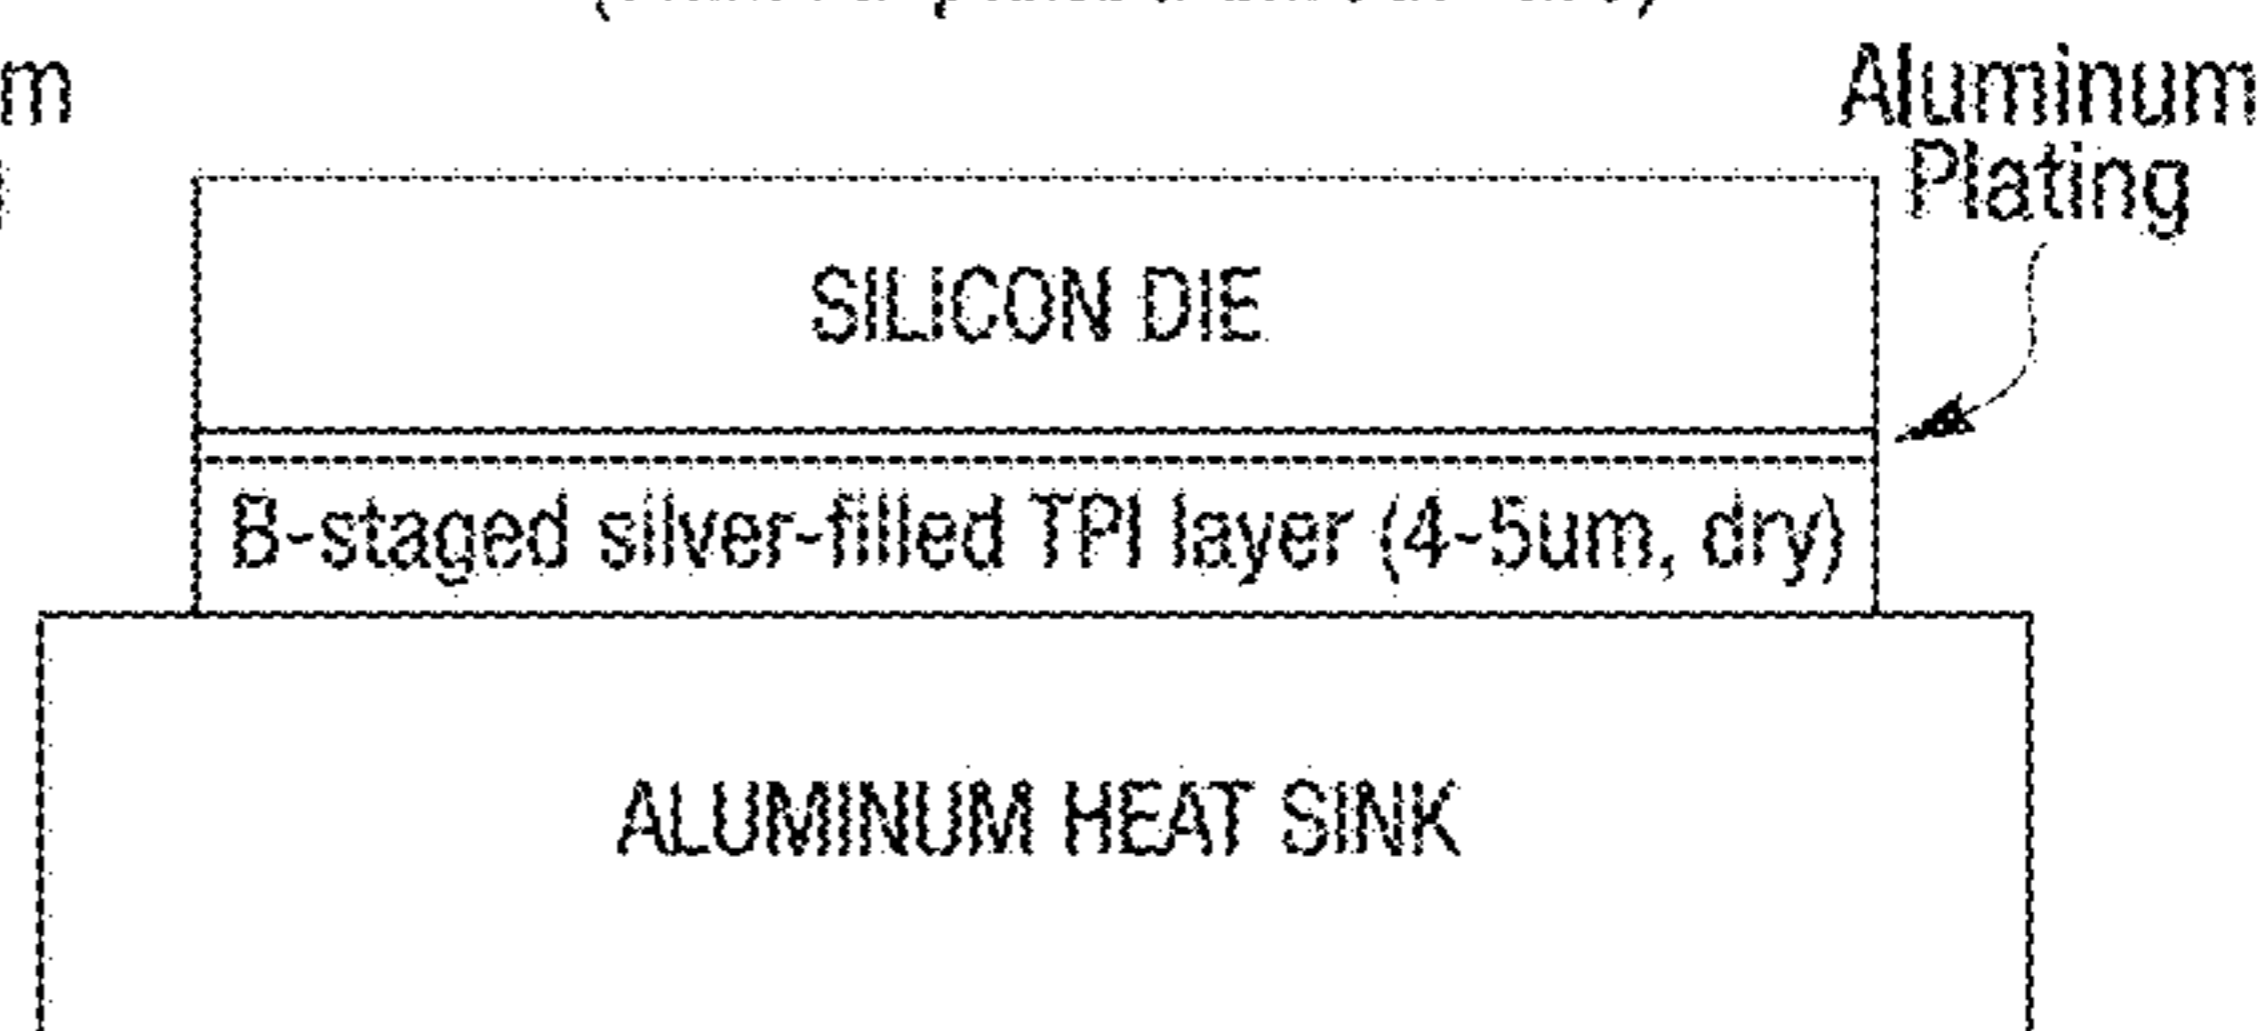 m
Aluminum
Plating
SILICON DIE
B-staged silver-filled TPI layer (4-5um, dry)
ALUMINUM HEAT SINK